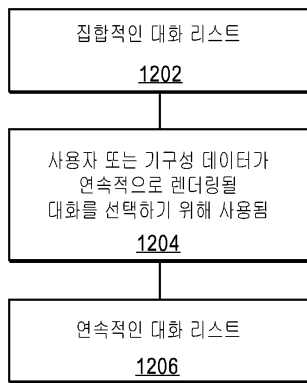 집합적인 대화 리스트
1202
사용자 또는 기구성 데이터가
연속적으로 렌더링될
대화를 선택하기 위해 사용됨
1204
연속적인 대화 리스트
1206